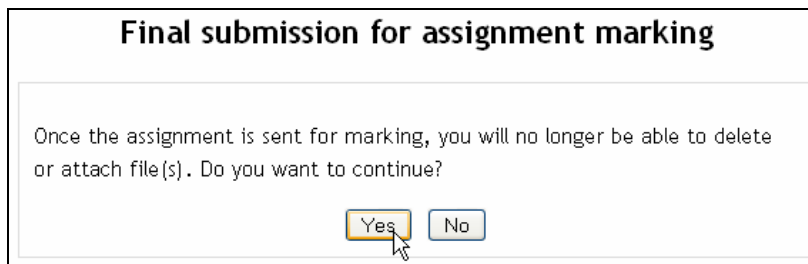 Final submission for assignment marking
Once the assignment is sent for marking, you will no longer be able to delete
or attach file(s). Do you want to continue?
Yes No